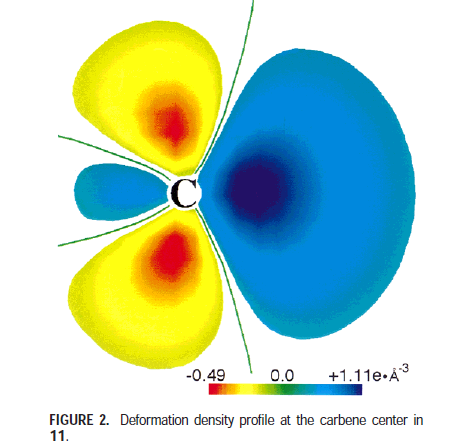 C
-0.49 0.0 +1.11e•Å-3
FIGURE 2. Deformation density profile at the carbene center in
11.